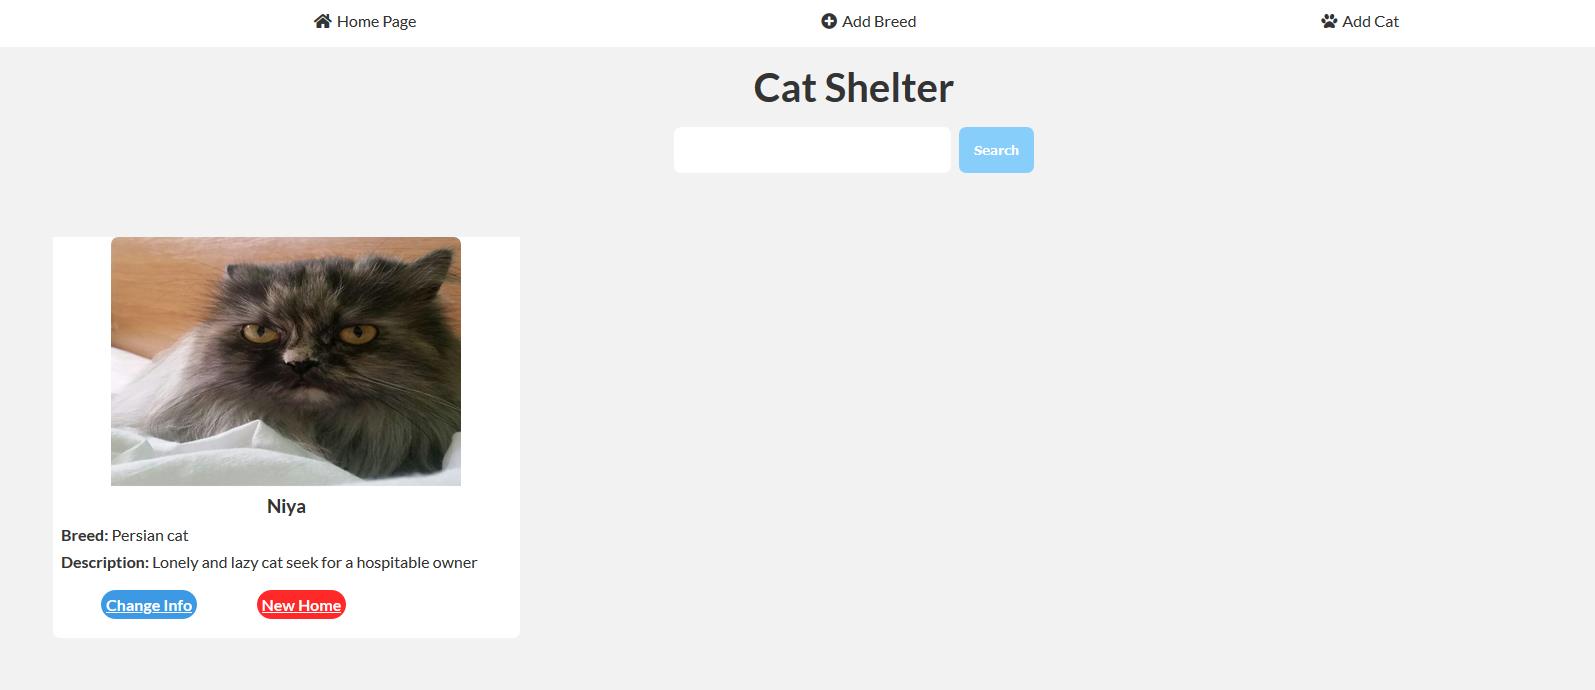 Home Page
Add Breed
Add Cat
Cat Shelter
Search
Niya
Breed: Persian cat
Description: Lonely and lazy cat seek for a hospitable owner
Change Info
New Home